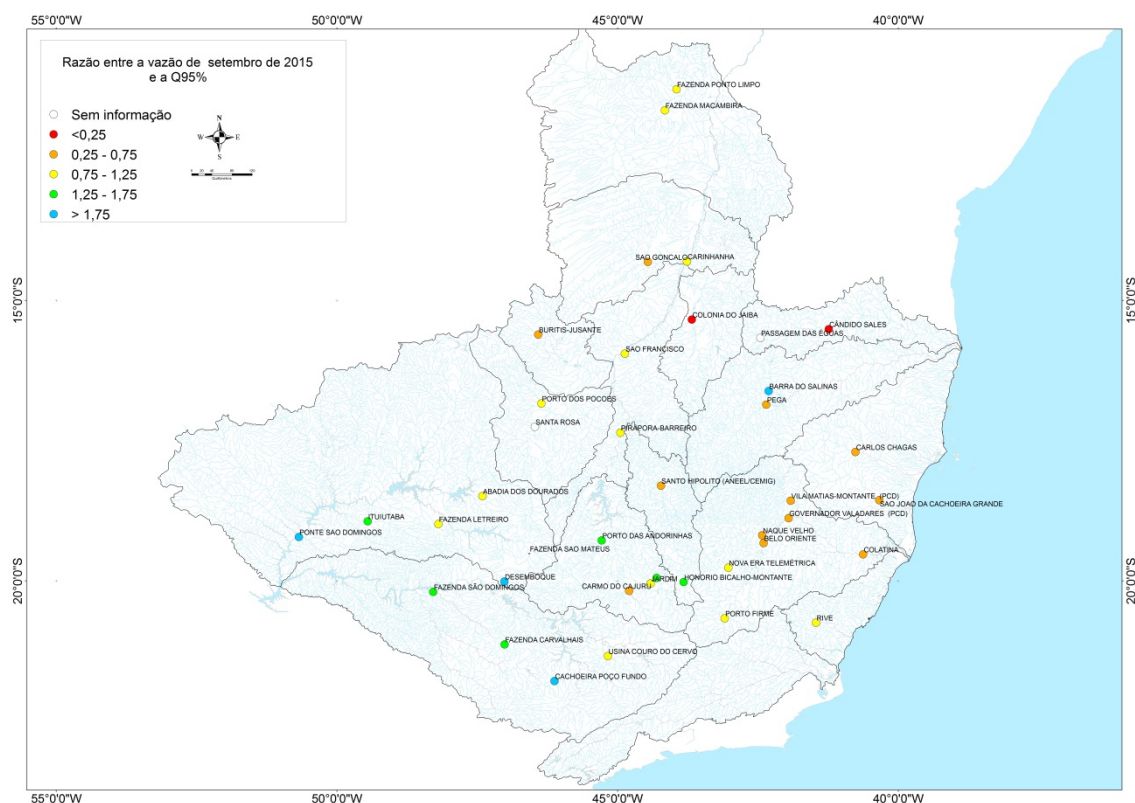 55°0'0"W 50°0'0"W 45°0'0"W 40°0'0"W
Razão entre a vazão de setembro de 2015
e a Q95%
Sem informação
<0,25
0,25 - 0,75
0,75 - 1,25
1,25 - 1,75
> 1,75
N
W E
S
FAZENDA PONTO LIMPO
FAZENDA MACAMBIRA
SAO GONCALO
CARINHANHA
15°0'0"S
15°0'0"S
COLONIA DO JAIBA
CÂNDIDO SALES
PASSAGEM DAS ÉGUAS
BURITIS-JUSANTE
SAO FRANCISCO
BARRA DO SALINAS
PEGA
PORTO DOS POCOES
SANTA ROSA
PIRAPORA-BARREIRO
CARLOS CHAGAS
SANTO HIPOLITO (ANEEL/CEMIG)
ABADIA DOS DOURADOS
VILA MATIAS-MONTANTE (PCD)
SAO JOAO DA CACHOEIRA GRANDE
GOVERNADOR VALADARES (PCD)
ITUIUTABA
FAZENDA LETREIRO
PONTE SAO DOMINGOS
PORTO DAS ANDORINHAS
NAQUE VELHO
BELO ORIENTE
FAZENDA SAO MATEUS
COLATINA
NOVA ERA TELEMÉTRICA
20°0'0"S
20°0'0"S
DESEMBOQUE
JARDIM
HONÓRIO BICALHO-MONTANTE
FAZENDA SÃO DOMINGOS
CARMO DO CAJURU
PORTO FIRME
RIVE
FAZENDA CARVALHAIS
USINA COURO DO CERVO
CACHOEIRA POÇO FUNDO
55°0'0"W 50°0'0"W 45°0'0"W 40°0'0"W